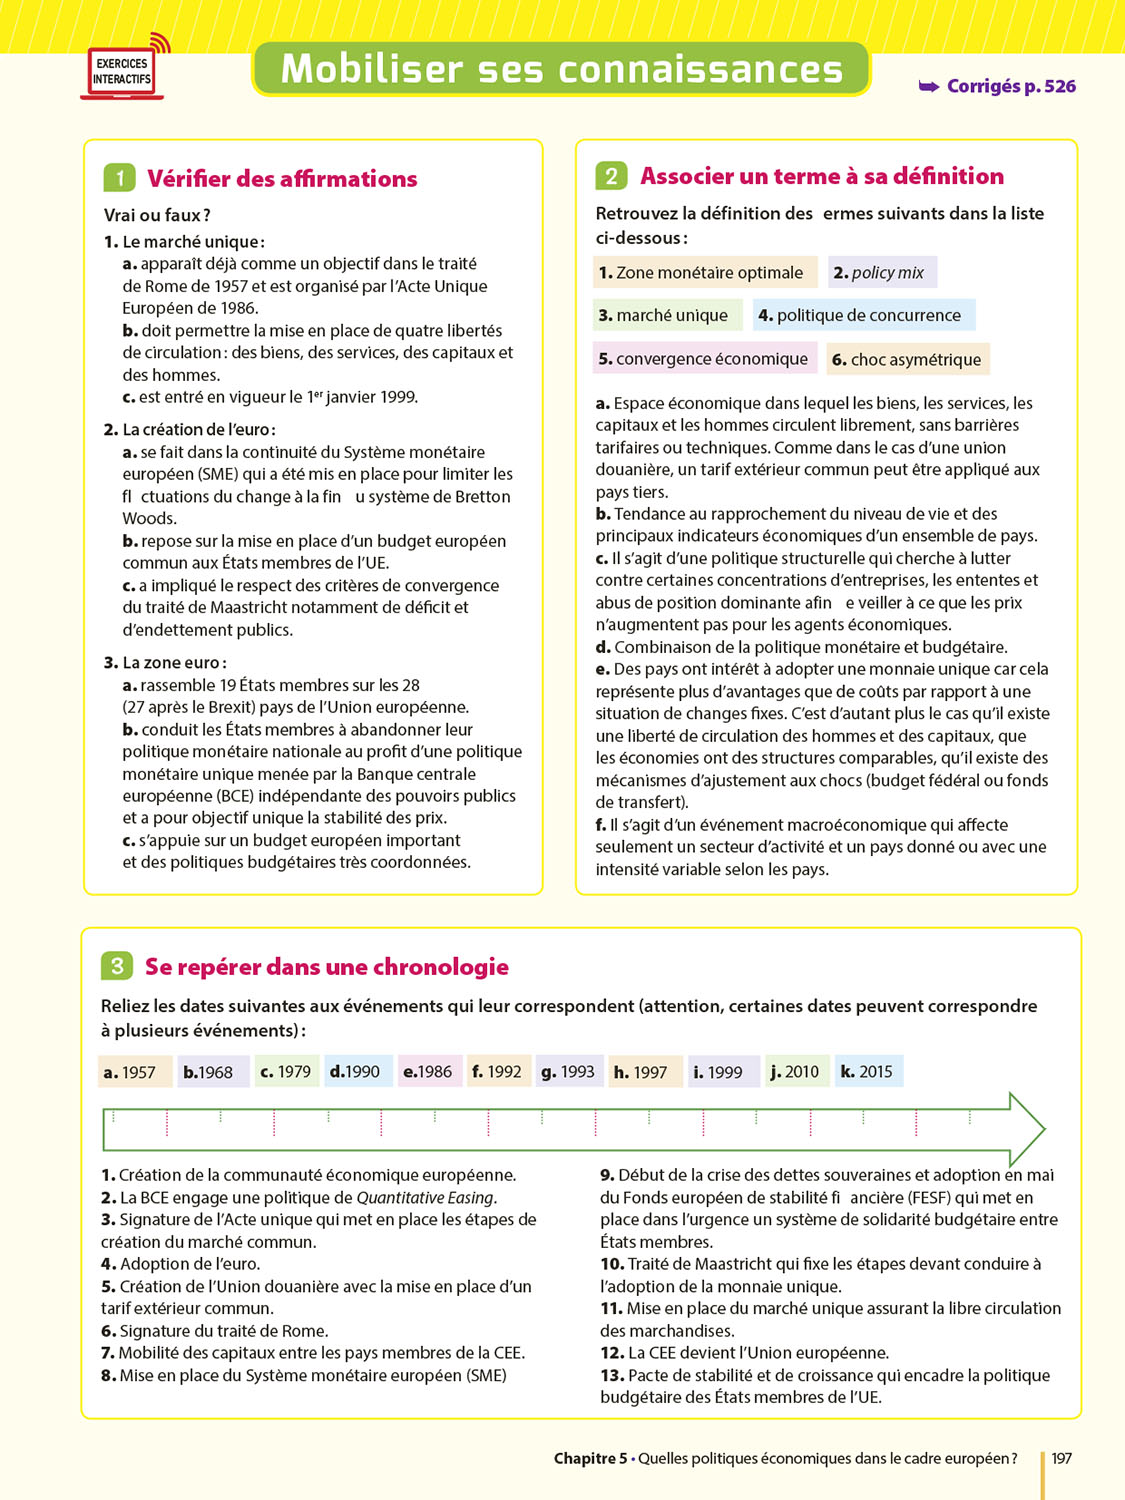 EXERCICES
INTERACTIFS
Mobiliser ses connaissances
➥ Corrigés p. 526
1 Vérifier des affirmations
Vrai ou faux ?
1. Le marché unique :
a. apparaît déjà comme un objectif dans le traité
de Rome de 1957 et est organisé par l'Acte Unique
Européen de 1986.
b. doit permettre la mise en place de quatre libertés
de circulation : des biens, des services, des capitaux et
des hommes.
c. est entré en vigueur le 1er janvier 1999.
2. La création de l'euro :
a. se fait dans la continuité du Système monétaire
européen (SME) qui a été mis en place pour limiter les
fl ctuations du change à la fin u système de Bretton
Woods.
b. repose sur la mise en place d'un budget européen
commun aux États membres de l'UE.
c. a impliqué le respect des critères de convergence
du traité de Maastricht notamment de déficit et
d'endettement publics.
3. La zone euro :
a. rassemble 19 États membres sur les 28
(27 après le Brexit) pays de l'Union européenne.
b. conduit les États membres à abandonner leur
politique monétaire nationale au profit d'une politique
monétaire unique menée par la Banque centrale
européenne (BCE) indépendante des pouvoirs publics
et a pour objectif unique la stabilité des prix.
c. s'appuie sur un budget européen important
et des politiques budgétaires très coordonnées.
2 Associer un terme à sa définition
Retrouvez la définition des ermes suivants dans la liste
ci-dessous :
1. Zone monétaire optimale 2. policy mix
3. marché unique 4. politique de concurrence
5. convergence économique 6. choc asymétrique
a. Espace économique dans lequel les biens, les services, les
capitaux et les hommes circulent librement, sans barrières
tarifaires ou techniques. Comme dans le cas d'une union
douanière, un tarif extérieur commun peut être appliqué aux
pays tiers.
b. Tendance au rapprochement du niveau de vie et des
principaux indicateurs économiques d'un ensemble de pays.
c. Il s'agit d'une politique structurelle qui cherche à lutter
contre certaines concentrations d'entreprises, les ententes et
abus de position dominante afin e veiller à ce que les prix
n'augmentent pas pour les agents économiques.
d. Combinaison de la politique monétaire et budgétaire.
e. Des pays ont intérêt à adopter une monnaie unique car cela
représente plus d'avantages que de coûts par rapport à une
situation de changes fixes. C'est d'autant plus le cas qu'il existe
une liberté de circulation des hommes et des capitaux, que
les économies ont des structures comparables, qu'il existe des
mécanismes d'ajustement aux chocs (budget fédéral ou fonds
de transfert).
f. Il s'agit d'un événement macroéconomique qui affecte
seulement un secteur d'activité et un pays donné ou avec une
intensité variable selon les pays.
3 Se repérer dans une chronologie
Reliez les dates suivantes aux événements qui leur correspondent (attention, certaines dates peuvent correspondre
à plusieurs événements) :
a. 1957 b.1968 c. 1979 d.1990 e.1986 f. 1992 g. 1993 h. 1997 i. 1999 j. 2010 k. 2015
1. Création de la communauté économique européenne.
2. La BCE engage une politique de Quantitative Easing.
3. Signature de l'Acte unique qui met en place les étapes de
création du marché commun.
4. Adoption de l'euro.
5. Création de l'Union douanière avec la mise en place d'un
tarif extérieur commun.
6. Signature du traité de Rome.
7. Mobilité des capitaux entre les pays membres de la CEE.
8. Mise en place du Système monétaire européen (SME)
9. Début de la crise des dettes souveraines et adoption en mai
du Fonds européen de stabilité fi ancière (FESF) qui met en
place dans l'urgence un système de solidarité budgétaire entre
États membres.
10. Traité de Maastricht qui fixe les étapes devant conduire à
l'adoption de la monnaie unique.
11. Mise en place du marché unique assurant la libre circulation
des marchandises.
12. La CEE devient l'Union européenne.
13. Pacte de stabilité et de croissance qui encadre la politique
budgétaire des États membres de l'UE.
Chapitre 5 • Quelles politiques économiques dans le cadre européen ? 197